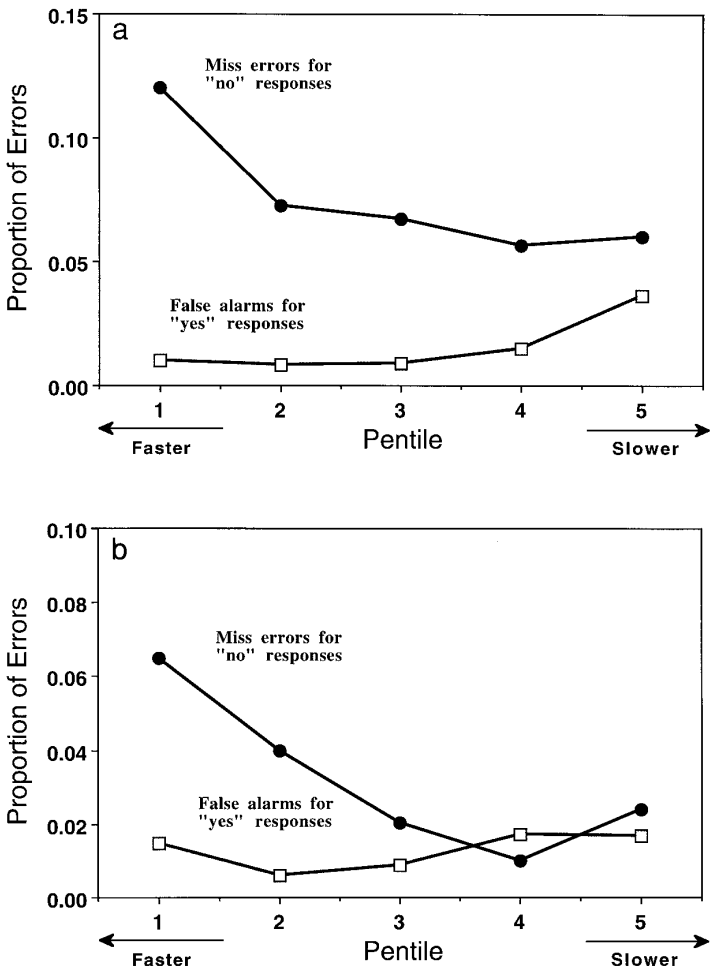 a
Miss errors for
"no" responses
Proportion of Errors
0.15
0.10
0.05
0.00
False alarms for
"yes" responses
1 2 3 4 5
Pentile
Faster
Slower
b
Miss errors for
"no" responses
Proportion of Errors
0.10
0.08
0.06
0.04
0.02
0.00
False alarms for
"yes" responses
1 2 3 4 5
Pentile
Faster
Slower